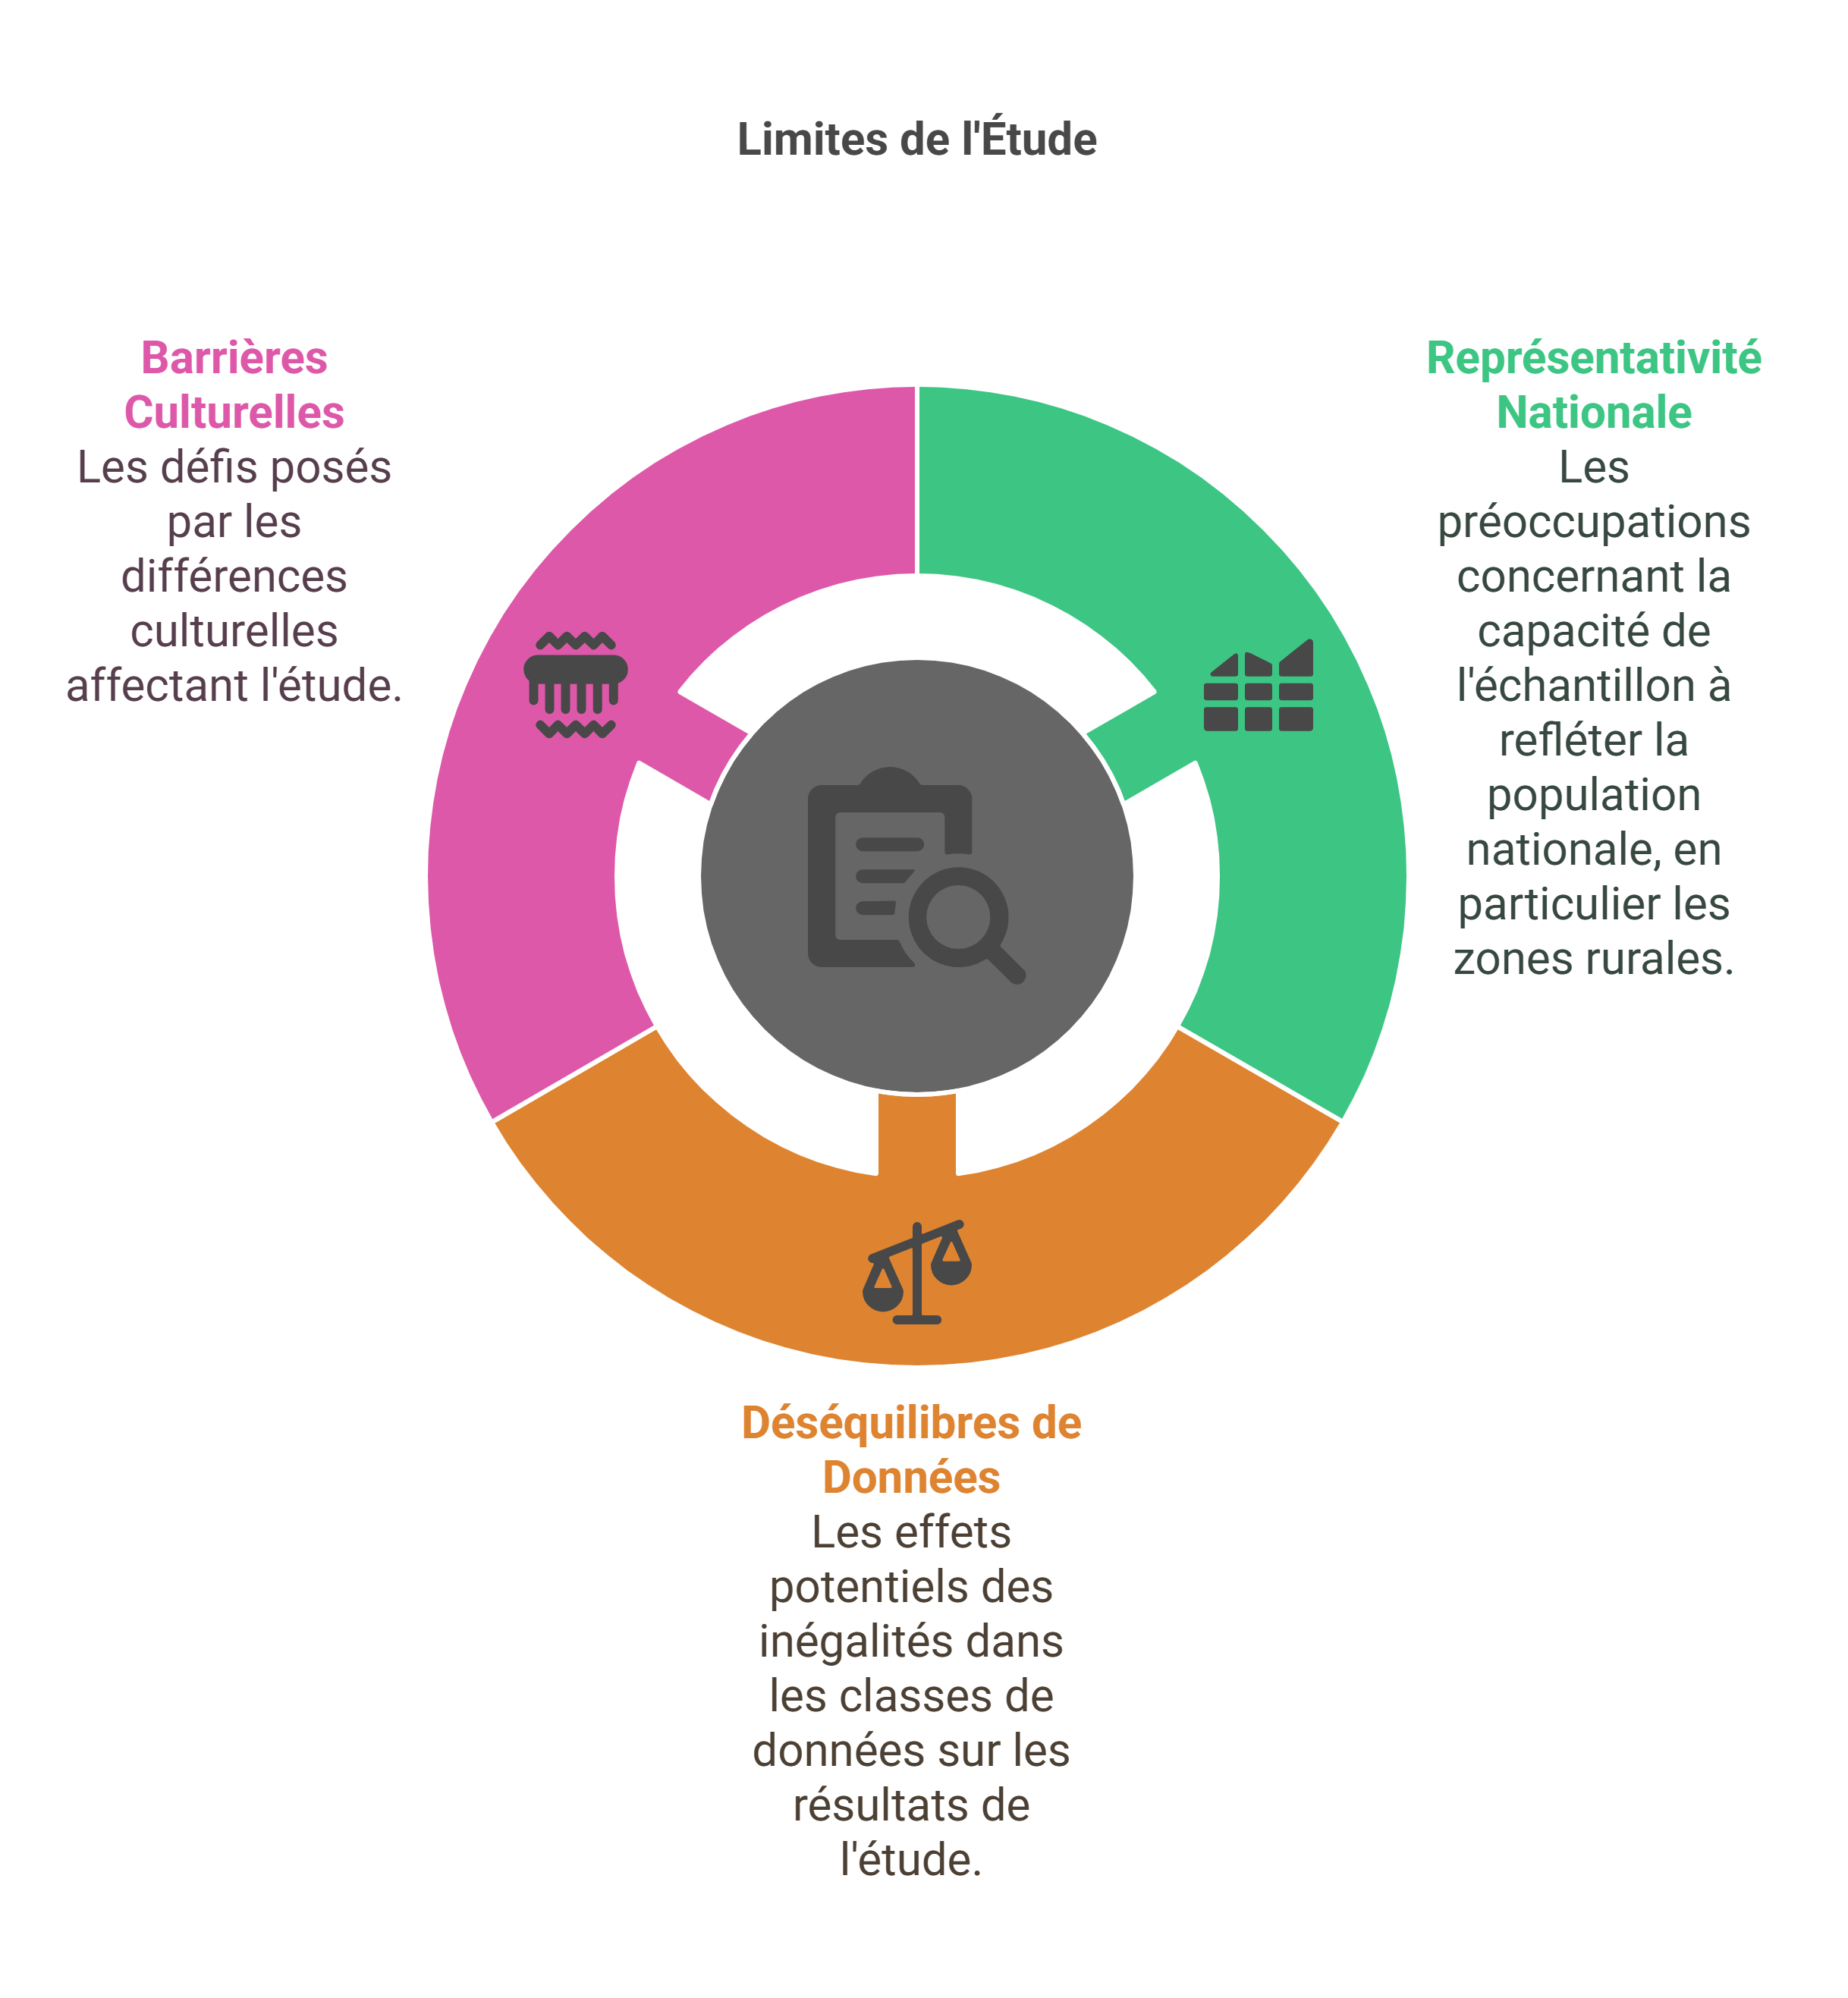 Limites de l'Étude
Barrières
Culturelles
Les défis posés
par les
différences
culturelles
affectant l'étude.
Représentativité
Nationale
Les
préoccupations
concernant la
capacité de
l'échantillon à
refléter la
population
nationale, en
particulier les
zones rurales.
Déséquilibres de
Données
Les effets
potentiels des
inégalités dans
les classes de
données sur les
résultats de
l'étude.